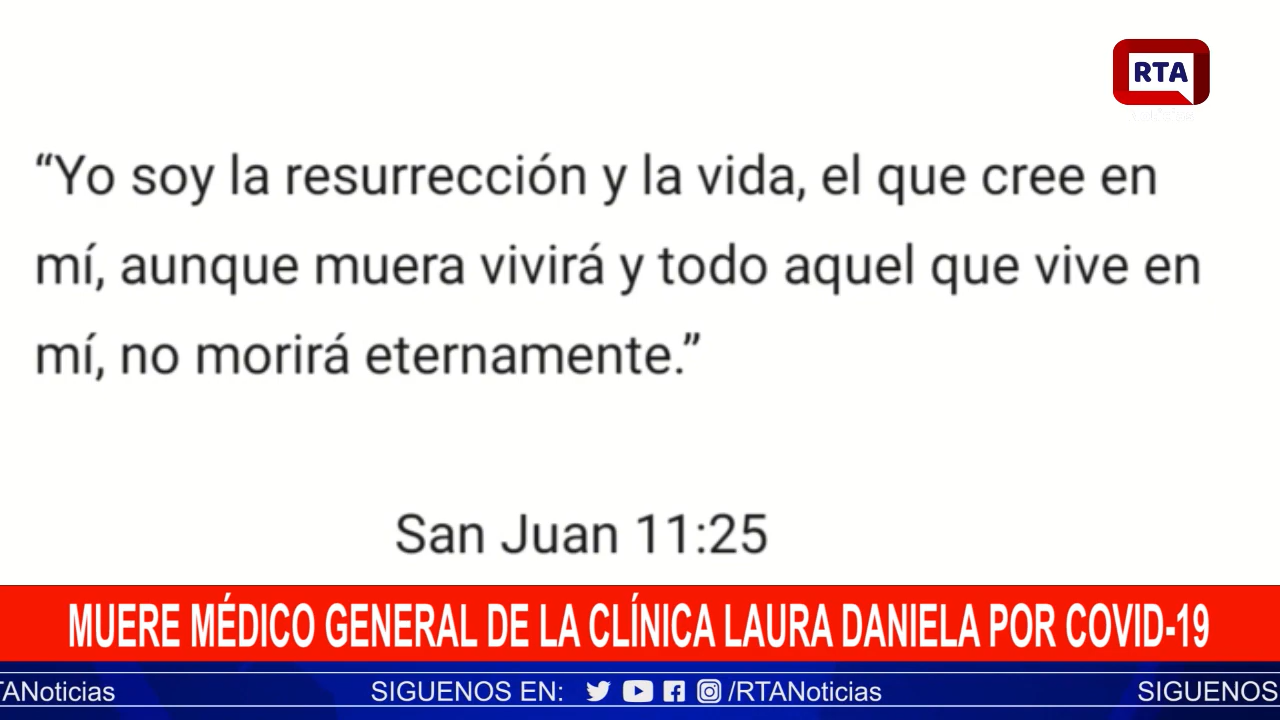 RTA
“Yo soy la resurrección y la vida, el que cree en
mí, aunque muera vivirá y todo aquel que vive en
mí, no morirá eternamente.”
San Juan 11:25
MUERE MÉDICO GENERAL DE LA CLÍNICA LAURA DANIELA POR COVID-19
TANoticias SIGUENOS EN: /RTANoticias SIGUENOS